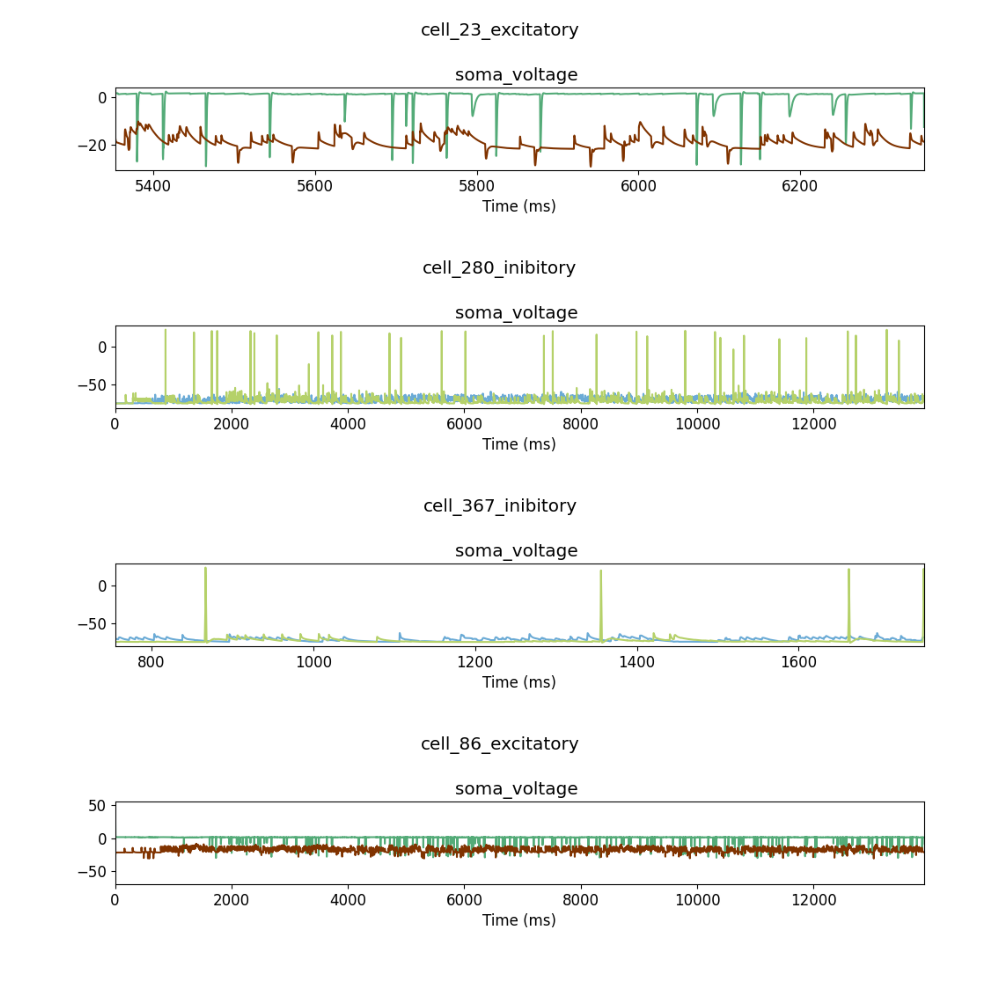 cell_23_excitatory
soma_voltage
0
−20
5400 5600 5800 6000 6200
Time (ms)
cell_280_inibitory
soma_voltage
0
−50
0 2000 4000 6000 8000 10000 12000
Time (ms)
cell_367_inibitory
soma_voltage
0
−50
800 1000 1200 1400 1600
Time (ms)
cell_86_excitatory
soma_voltage
50
0
−50
0 2000 4000 6000 8000 10000 12000
Time (ms)